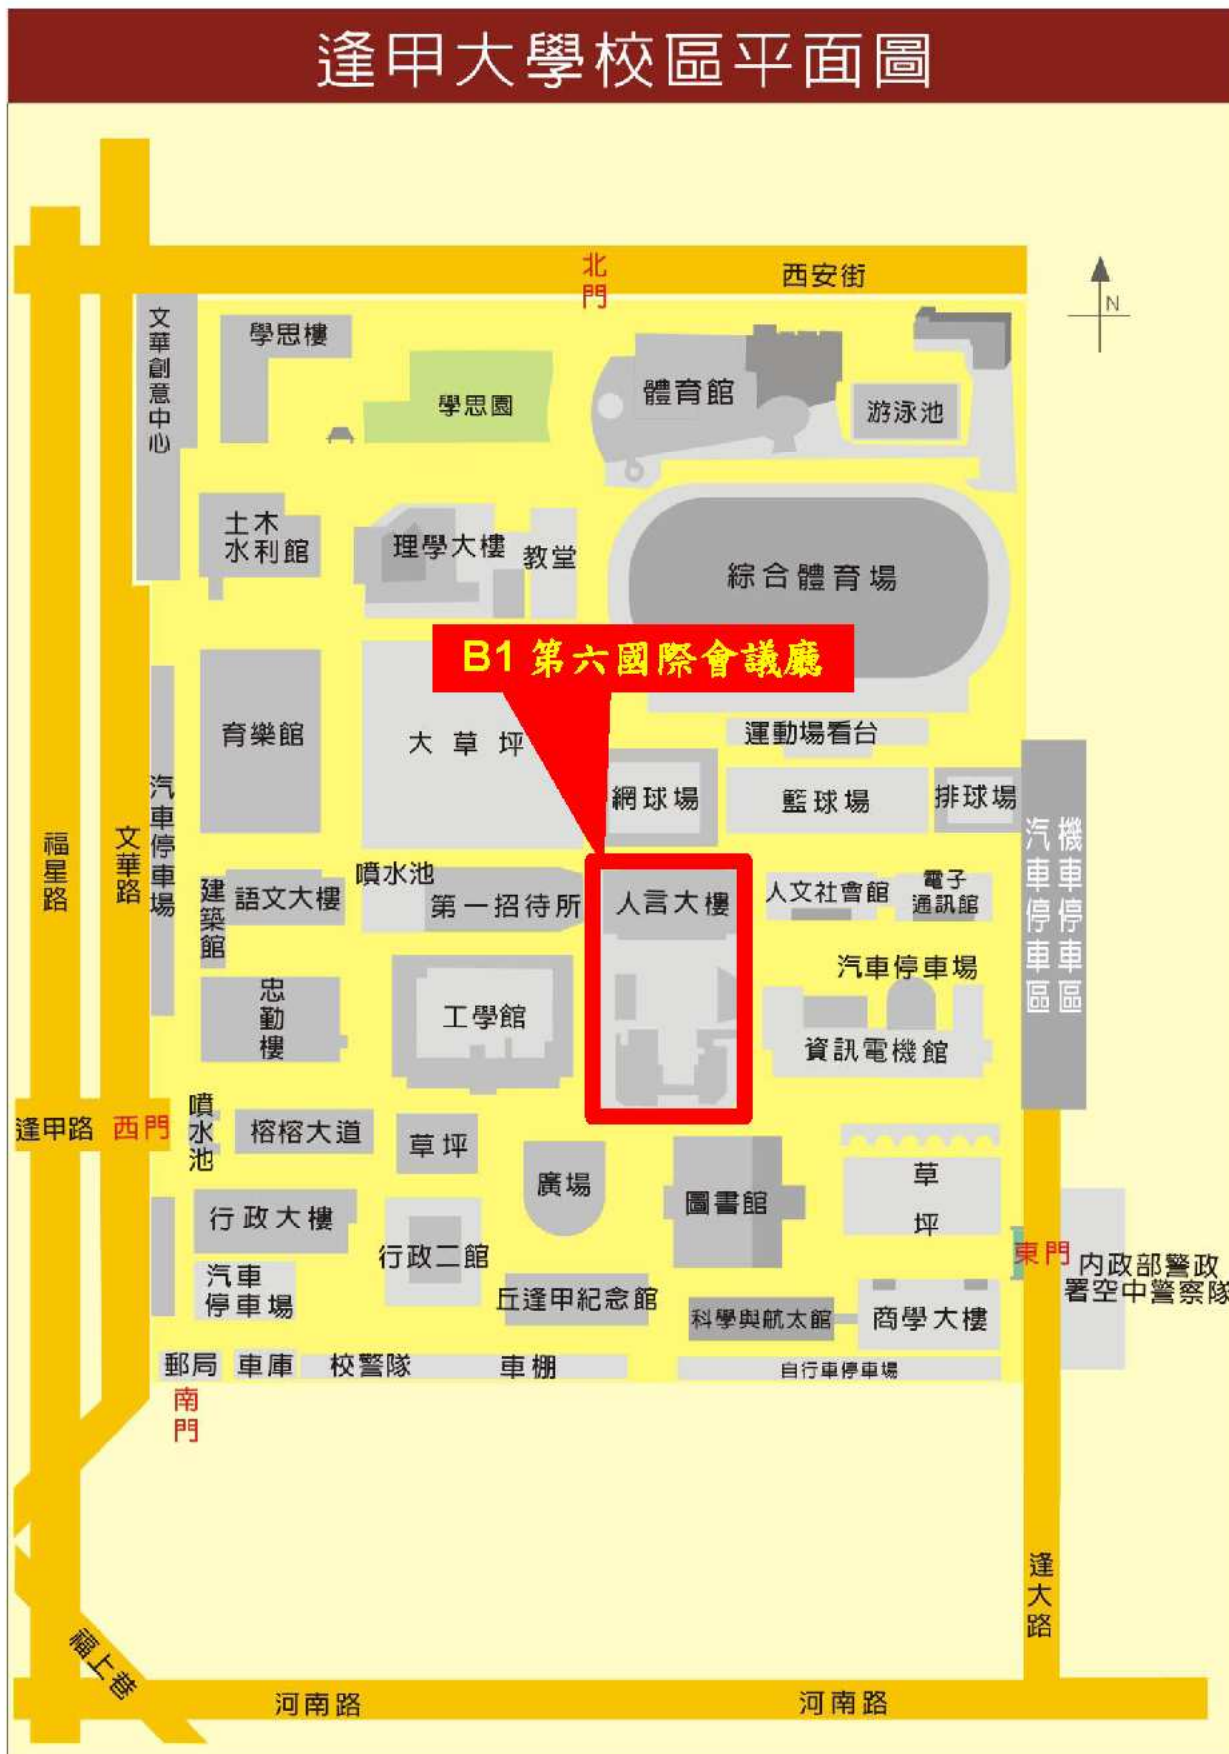 逢甲大學校區平面圖
北門
西安街
N
文華創意中心
學思樓
學思園
體育館
游泳池
土木
水利館
理學大樓
教堂
綜合體育場
B1 第六國際會議廳
育樂館
大草坪
運動場看台
網球場
籃球場
排球場
汽車停車場
福星路
文華路
汽車停車區
機車停車區
建築館
語文大樓
噴水池
第一招待所
人言大樓
人文社會館
電子
通訊館
汽車停車場
忠勤樓
工學館
資訊電機館
逢甲路
西門
噴水池
榕榕大道
草坪
廣場
圖書館
草坪
行政大樓
行政二館
東門
內政部警政
署空中警察隊
汽車
停車場
丘逢甲紀念館
科學與航太館
商學大樓
郵局
車庫
校警隊
車棚
自行車停車場
南門
逢大路
福上巷
河南路
河南路